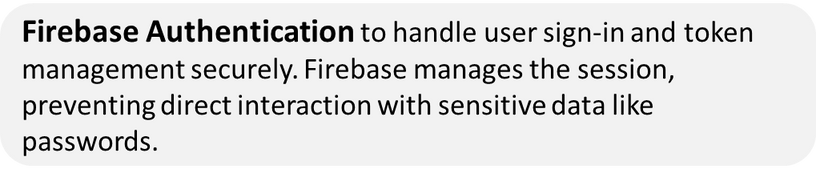 Firebase Authentication to handle user sign-in and token
management securely. Firebase manages the session,
preventing direct interaction with sensitive data like
passwords.